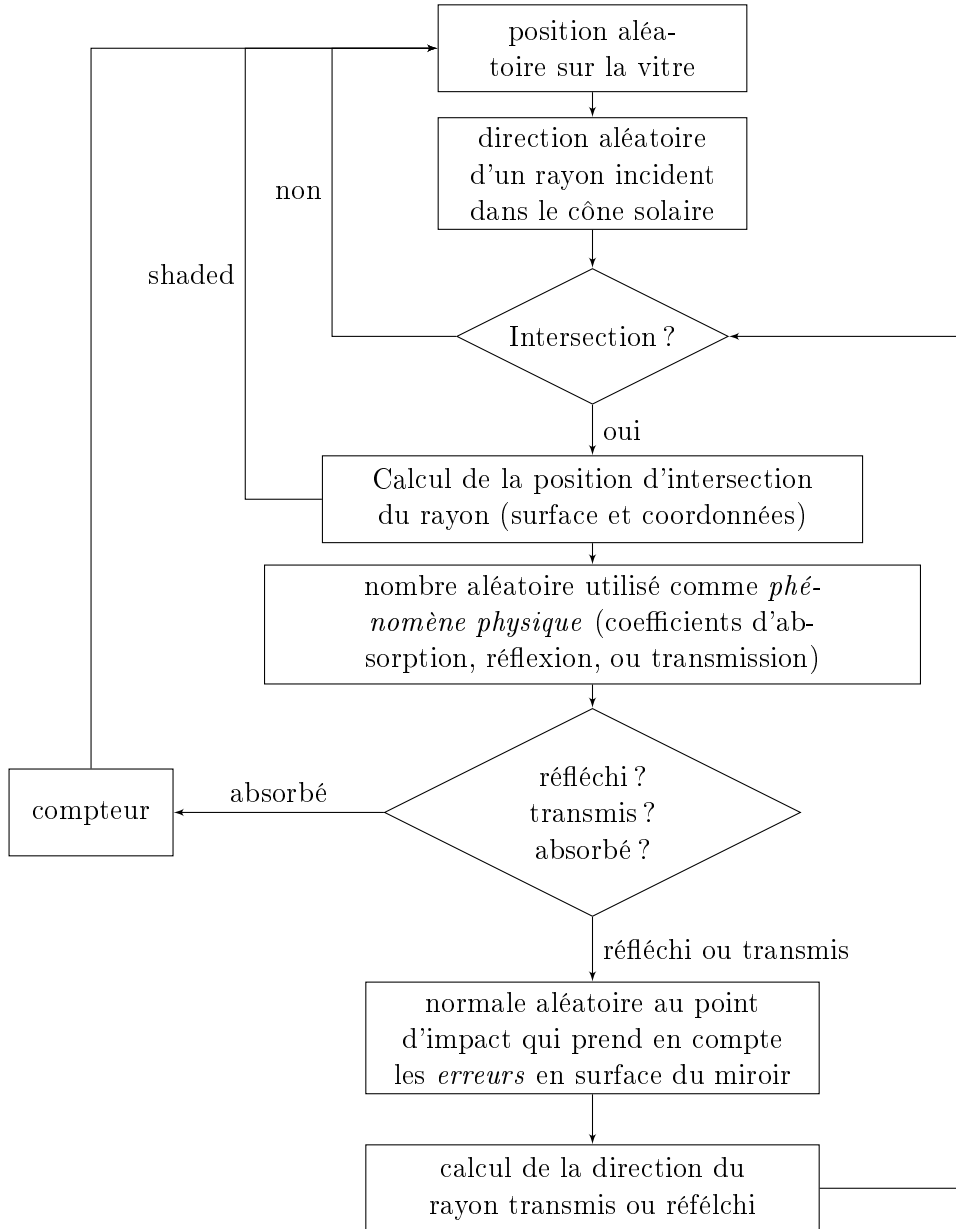 position aléa-
toire sur la vitre
direction aléatoire
d'un rayon incident
dans le cône solaire
non
shaded
Intersection ?
oui
Calcul de la position d'intersection
du rayon (surface et coordonnées)
nombre aléatoire utilisé comme phé-
nomène physique (coefficients d'ab-
sorption, réflexion, ou transmission)
réfléchi ?
transmis ?
absorbé ?
absorbé
compteur
réfléchi ou transmis
normale aléatoire au point
d'impact qui prend en compte
les erreurs en surface du miroir
calcul de la direction du
rayon transmis ou référchi